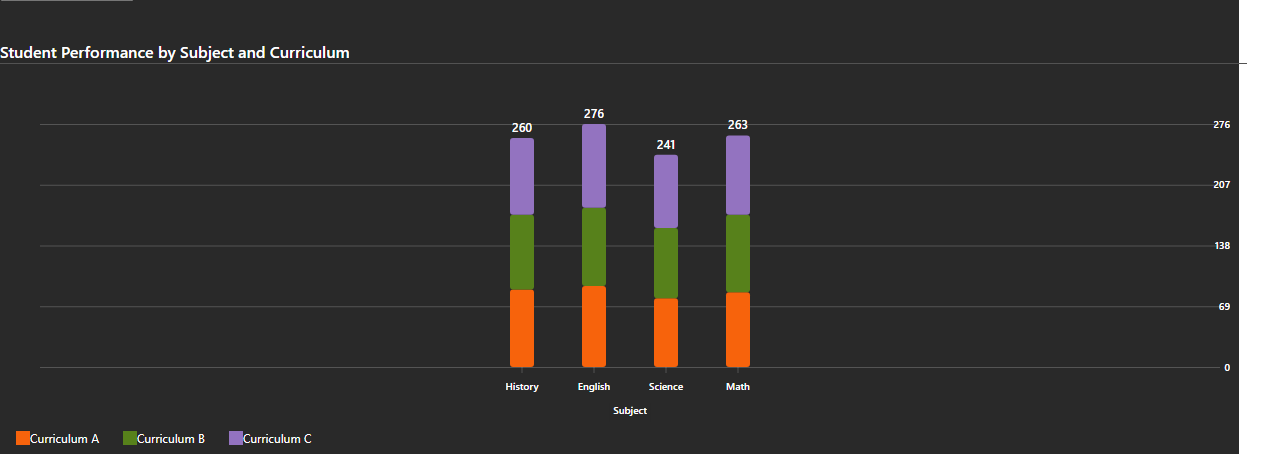 Student Performance by Subject and Curriculum
276
263
260
241
276
207
138
69
0
History English Science Math
Subject
Curriculum A Curriculum B Curriculum C